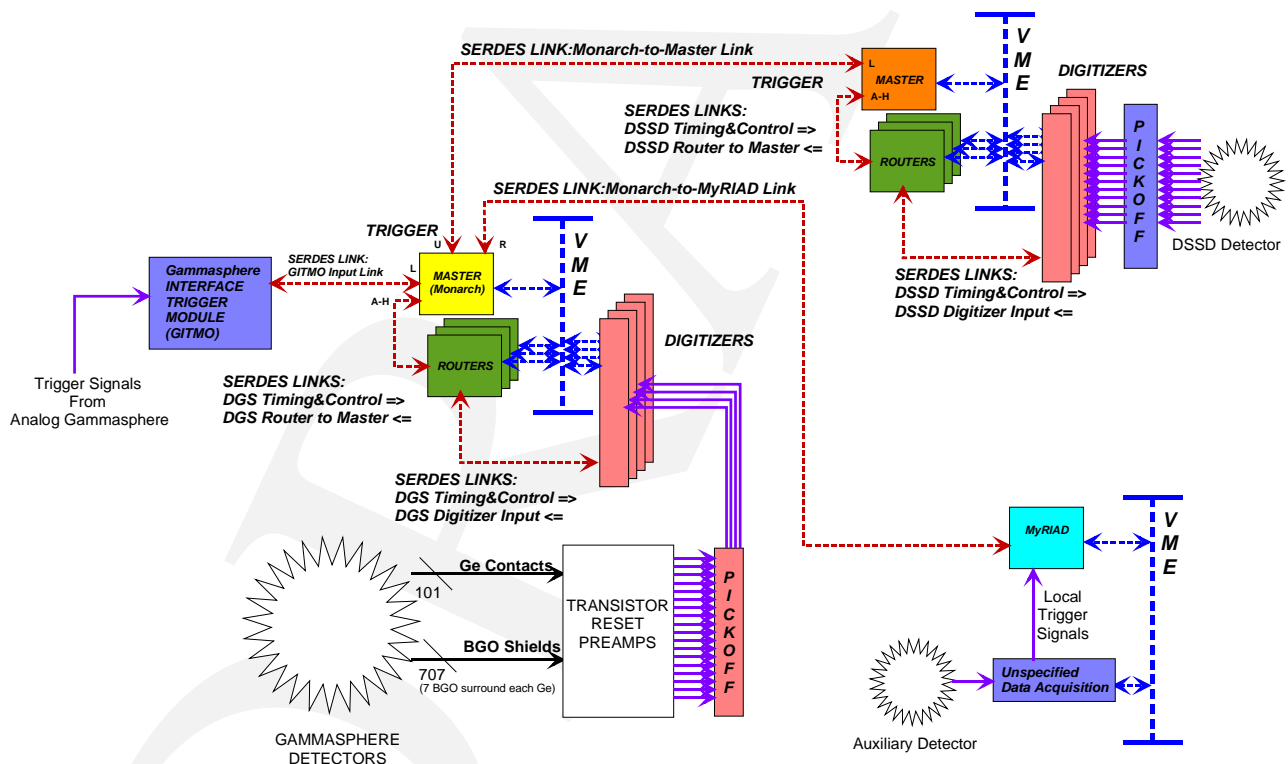 SERDES LINK:Monarch-to-Master Link
TRIGGER
L
MASTER
A-H
V
M
E
DIGITIZERS
SERDES LINKS:
DSSD Timing&Control =>
DSSD Router to Master <=
ROUTERS
P
I
C
K
O
F
F
DSSD Detector
SERDES LINKS:
DSSD Timing&Control =>
DSSD Digitizer Input <=
SERDES LINK:Monarch-to-MyRIAD Link
TRIGGER
U
R
L
MASTER
(Monarch)
A-H
SERDES LINK:
GITMO Input Link
Gammasphere
INTERFACE
TRIGGER
MODULE
(GITMO)
Trigger Signals
From
Analog Gammasphere
V
M
E
ROUTERS
DIGITIZERS
SERDES LINKS:
DGS Timing&Control =>
DGS Router to Master <=
SERDES LINKS:
DGS Timing&Control =>
DGS Digitizer Input <=
Ge Contacts
101
BGO Shields
707
(7 BGO surround each Ge)
GAMMASPHERE
DETECTORS
TRANSISTOR
RESET
PREAMPS
P
I
C
K
O
F
F
MyRIAD
V
M
E
Local
Trigger
Signals
Unspecified
Data Acquisition
Auxiliary Detector